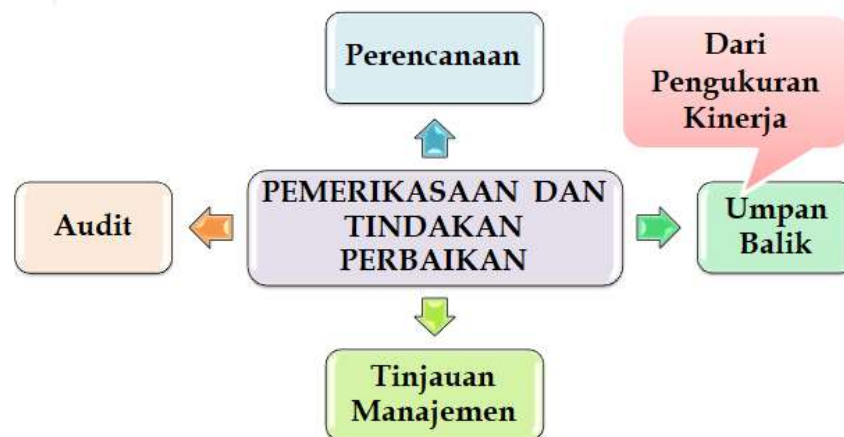 Perencanaan
Dari
Pengukuran
Kinerja
Audit
PEMERIKASAAN DAN
TINDAKAN
PERBAIKAN
Umpan
Balik
Tinjauan
Manajemen